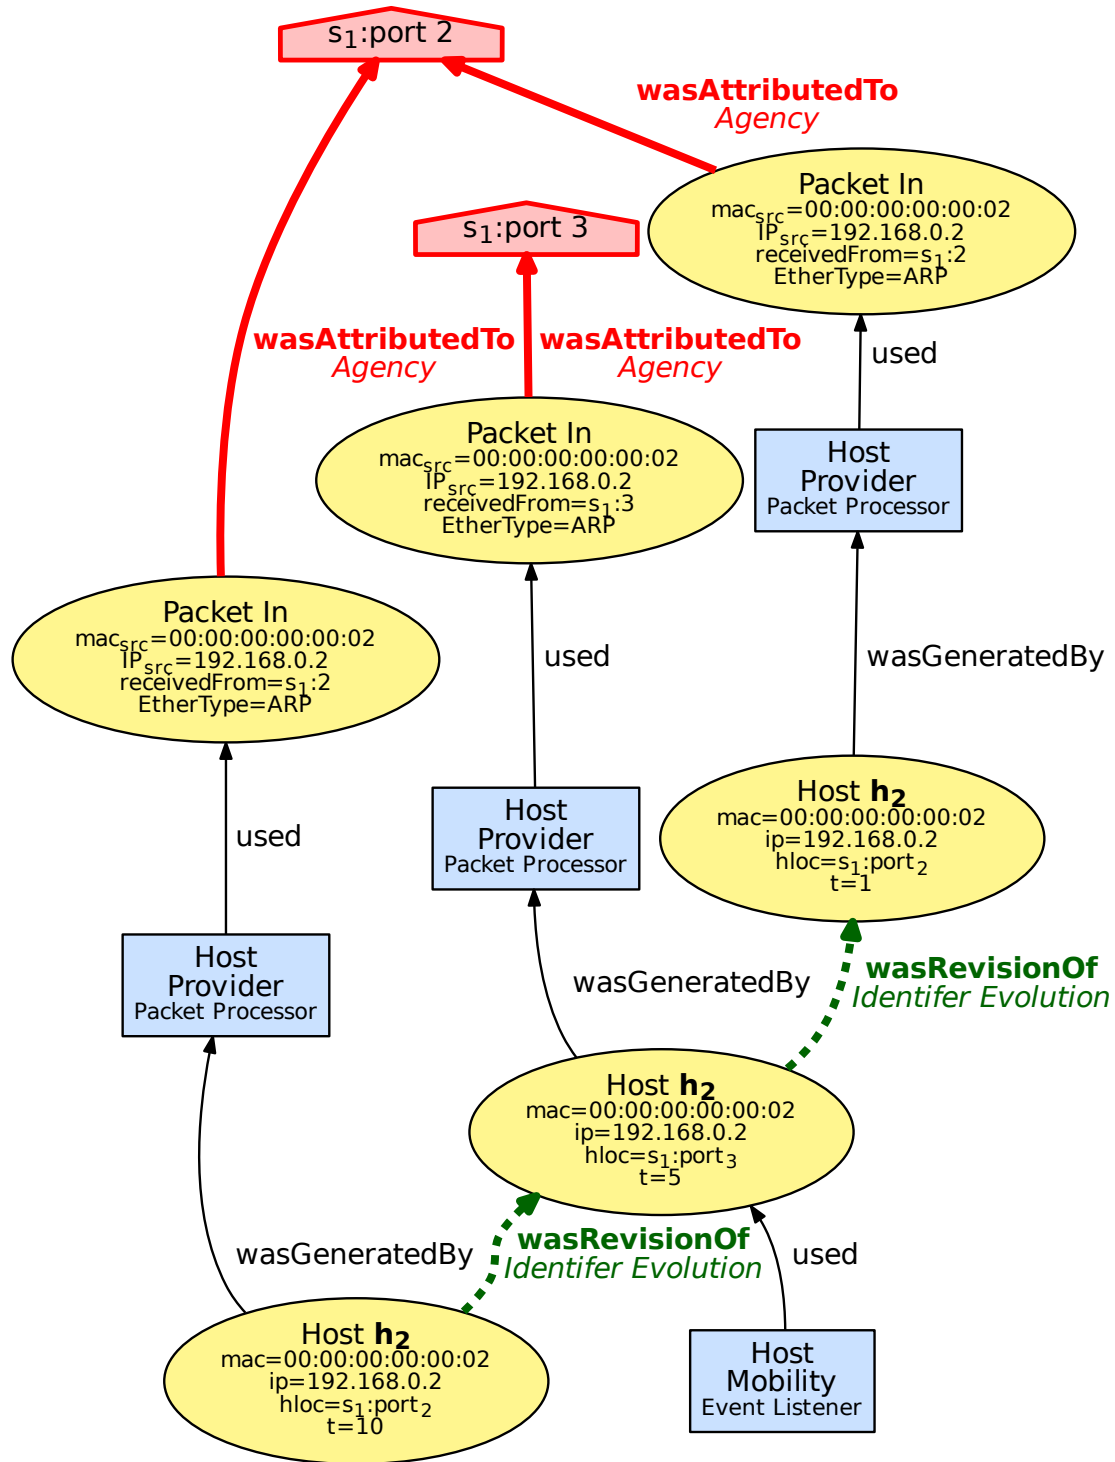 s1:port 2
wasAttributedTo
Agency
Packet In
macsrc=00:00:00:00:00:02
IPsrc=192.168.0.2
receivedFrom=s1:2
EtherType=ARP
s1:port 3
wasAttributedTo
Agency
wasAttributedTo
Agency
used
Packet In
macsrc=00:00:00:00:00:02
IPsrc=192.168.0.2
receivedFrom=s1:3
EtherType=ARP
Host
Provider
Packet Processor
Packet In
macsrc=00:00:00:00:00:02
IPsrc=192.168.0.2
receivedFrom=s1:2
EtherType=ARP
used
wasGeneratedBy
used
Host
Provider
Packet Processor
Host h2
mac=00:00:00:00:00:02
ip=192.168.0.2
hloc=s1:port2
t=1
Host
Provider
Packet Processor
wasGeneratedBy
wasRevisionOf
Identifer Evolution
Host h2
mac=00:00:00:00:00:02
ip=192.168.0.2
hloc=s1:port3
t=5
wasGeneratedBy
wasRevisionOf
Identifer Evolution
used
Host h2
mac=00:00:00:00:00:02
ip=192.168.0.2
hloc=s1:port2
t=10
Host
Mobility
Event Listener